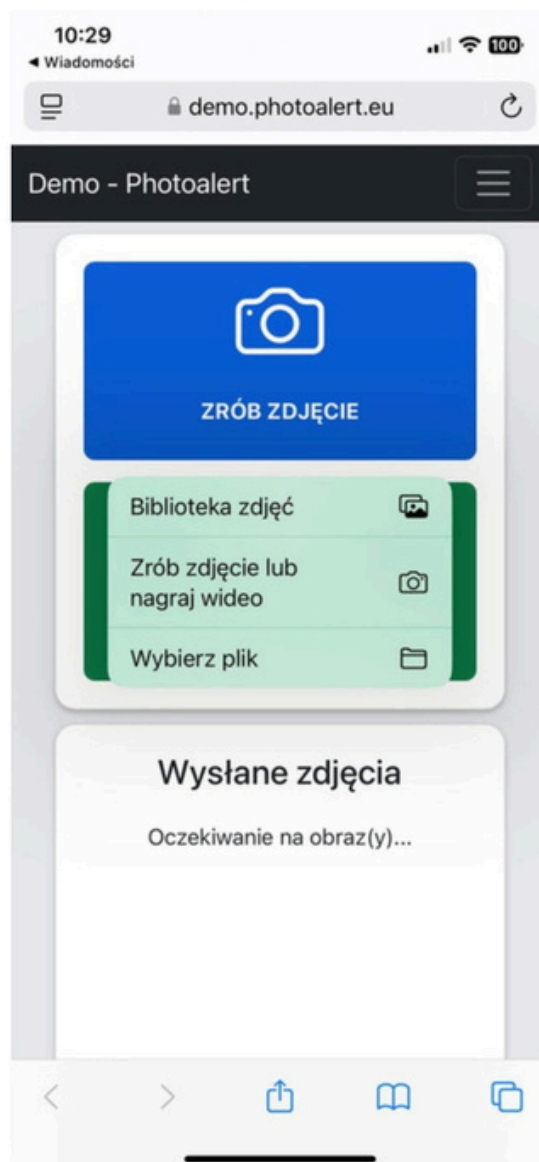 10:29
◀ Wiadomości
100
demo.photoalert.eu
Demo - Photoalert
ZRÓB ZDJĘCIE
Biblioteka zdjęć
Zrób zdjęcie lub
nagraj wideo
Wybierz plik
Wysłane zdjęcia
Oczekiwanie na obraz(y)...